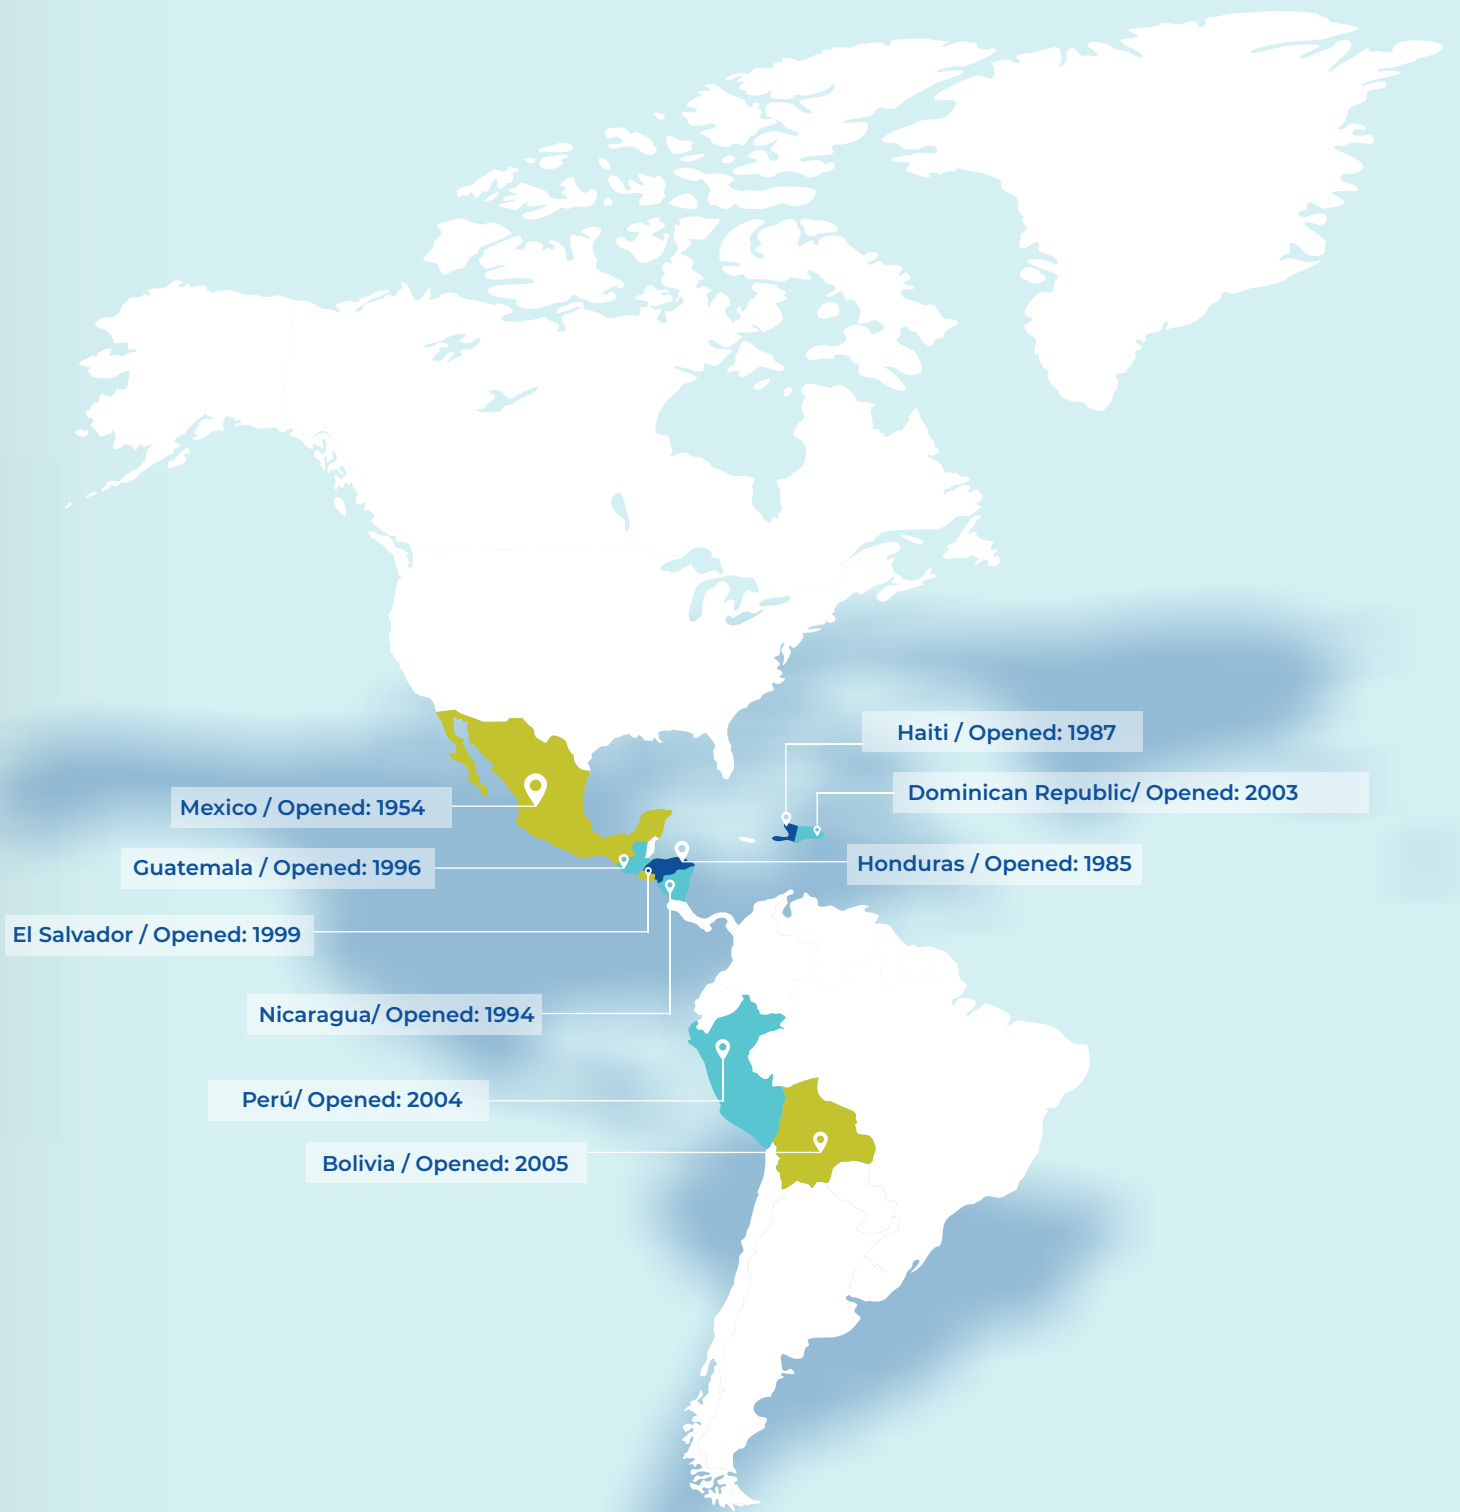 Haiti / Opened: 1987
Dominican Republic/ Opened: 2003
Mexico / Opened: 1954
Guatemala / Opened: 1996
Honduras / Opened: 1985
El Salvador / Opened: 1999
Nicaragua/ Opened: 1994
Perú/ Opened: 2004
Bolivia / Opened: 2005